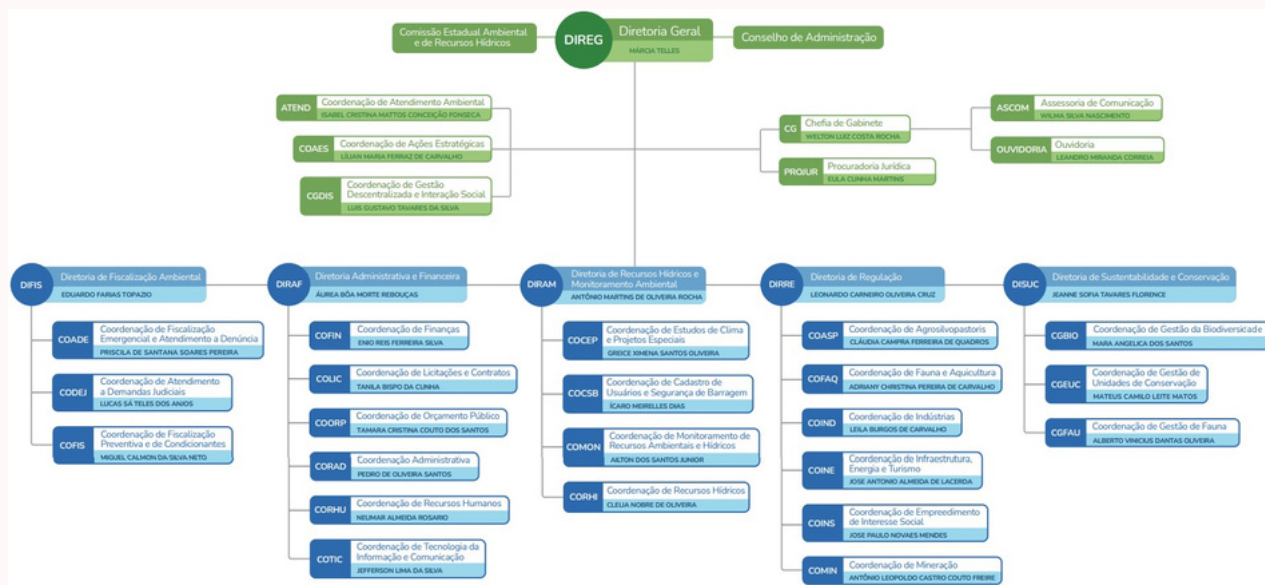 Comissão Estadual Ambiental
e de Recursos Hídricos
DIREG
Diretoria Geral
MÁRCIA TELLES
Conselho de Administração
ATEND
Coordenação de Atendimento Ambiental
ISABEL CRISTINA MATTOS CONCEIÇÃO FONSECA
COAES
Coordenação de Ações Estratégicas
LÍLIAN MARIA FERRAZ DE CARVALHO
CGDIS
Coordenação de Gestão
Descentralizada e Interação Social
LUIS GUSTAVO TAVARES DA SILVA
CG
Chefia de Gabinete
WELTON LUIZ COSTA ROCHA
PROJUR
Procuradoria Jurídica
EULA CUNHA MARTINS
ASCOM
Assessoria de Comunicação
WILMA SILVA NASCIMENTO
OUVIDORIA
Ouvidoria
LEANDRO MIRANDA CORREIA
DIFIS
Diretoria de Fiscalização Ambiental
EDUARDO FARIAS TOPAZIO
COADE
Coordenação de Fiscalização
Emergencial e Atendimento a Denúncia
PRISCILA DE SANTANA SOARES PEREIRA
CODEJ
Coordenação de Atendimento
a Demandas Judiciais
LUCAS SÁ TELES DOS ANJOS
COFIS
Coordenação de Fiscalização
Preventiva e de Condicionantes
MIGUEL CALMON DA SILVA NETO
DIRAF
Diretoria Administrativa e Financeira
ÁUREA BÔA MORTE REBOUÇAS
COFIN
Coordenação de Finanças
ENIO REIS FERREIRA SILVA
COLIC
Coordenação de Licitações e Contratos
TANILA BISPO DA CUNHA
COORP
Coordenação de Orçamento Público
TAMARA CRISTINA COUTO DOS SANTOS
CORAD
Coordenação Administrativa
PEDRO DE OLIVEIRA SANTOS
CORHU
Coordenação de Recursos Humanos
NEUMAR ALMEIDA ROSARIO
COTIC
Coordenação de Tecnologia da
Informação e Comunicação
JEFFERSON LIMA DA SILVA
DIRAM
Diretoria de Recursos Hídricos e
Monitoramento Ambiental
ANTÔNIO MARTINS DE OLIVEIRA ROCHA
COCEP
Coordenação de Estudos de Clima
e Projetos Especiais
GREICE XIMENA SANTOS OLIVEIRA
COCSB
Coordenação de Cadastro de
Usuários e Segurança de Barragem
ÍCARO MEIRELLES DIAS
COMON
Coordenação de Monitoramento de
Recursos Ambientais e Hídricos
AILTON DOS SANTOS JUNIOR
CORHI
Coordenação de Recursos Hídricos
CLELIA NOBRE DE OLIVEIRA
DIRRE
Diretoria de Regulação
LEONARDO CARNEIRO OLIVEIRA CRUZ
COASP
Coordenação de Agrosilvopastoris
CLÁUDIA CAMPRA FERREIRA DE QUADROS
COFAQ
Coordenação de Fauna e Aquicultura
ADRIANY CHRISTINA PEREIRA DE CARVALHO
COIND
Coordenação de Indústrias
LEILA BURGOS DE CARVALHO
COINE
Coordenação de Infraestrutura,
Energia e Turismo
JOSE ANTONIO ALMEIDA DE LACERDA
COINS
Coordenação de Empreedimento
de Interesse Social
JOSE PAULO NOVAES MENDES
COMIN
Coordenação de Mineração
ANTÔNIO LEOPOLDO CASTRO COUTO FREIRE
DISUC
Diretoria de Sustentabilidade e Conservação
JEANNE SOFIA TAVARES FLORENCE
CGBIO
Coordenação de Gestão da Biodiversidade
MARA ANGELICA DOS SANTOS
CGEUC
Coordenação de Gestão de
Unidades de Conservação
MATEUS CAMILO LEITE MATOS
CGFAU
Coordenação de Gestão de Fauna
ALBERTO VINICIUS DANTAS OLIVEIRA